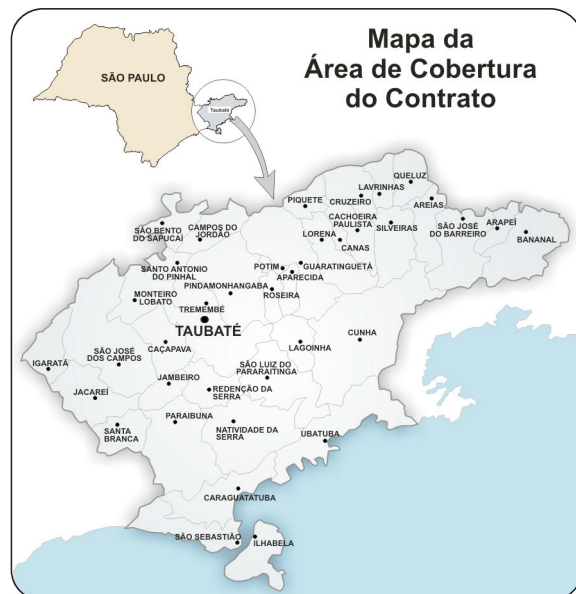 Mapa da
Área de Cobertura
do Contrato
SÃO PAULO
Taubaté
QUELUZ
LAVRINHAS
CRUZEIRO
PIQUETE
AREIAS
CACHOEIRA
PAULISTA
SILVEIRAS
SÃO JOSÉ
DO BARREIRO
ARAPEÍ
BANANAL
LORENA
CANAS
SÃO BENTO
DO SAPUCAÍ
CAMPOS DO
JORDÃO
SANTO ANTONIO
DO PINHAL
POTIM
GUARATINGUETÁ
APARECIDA
PINDAMONHANGABA
ROSEIRA
MONTEIRO
LOBATO
TREMEMBÉ
TAUBATÉ
CUNHA
CAÇAPAVA
LAGOINHA
SÃO JOSÉ
DOS CAMPOS
IGARATÁ
SÃO LUIZ DO
PARARAITINGA
JAMBEIRO
REDENÇÃO DA
SERRA
JACAREÍ
SANTA
BRANCA
PARAIBUNA
NATIVIDADE DA
SERRA
UBATUBA
CARAGUATATUBA
SÃO SEBASTIÃO
ILHABELA